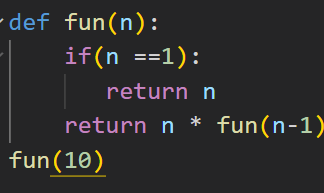 def fun(n):
    if(n ==1):
        return n
    return n * fun(n-1)
fun(10)